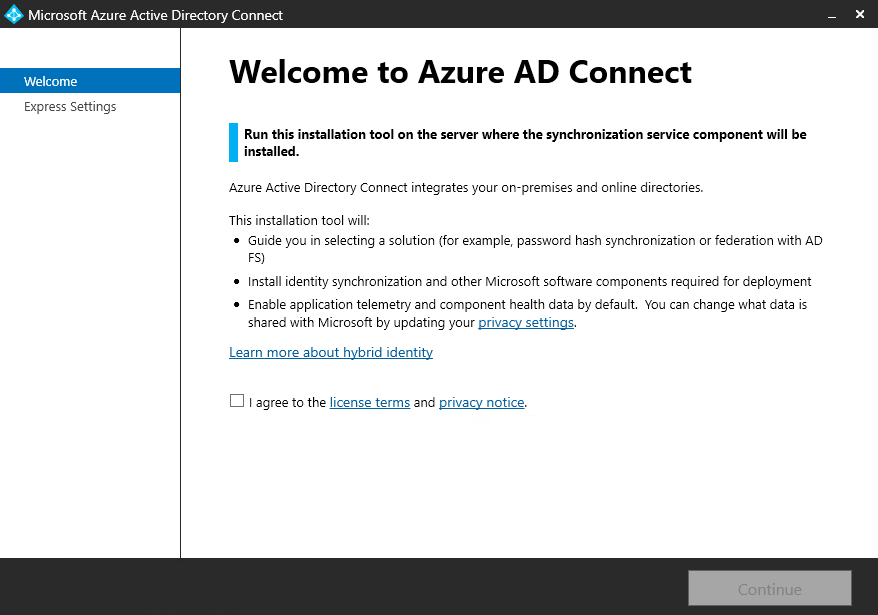 Microsoft Azure Active Directory Connect
Welcome
Express Settings
Welcome to Azure AD Connect
Run this installation tool on the server where the synchronization service component will be
installed.
Azure Active Directory Connect integrates your on-premises and online directories.
This installation tool will:
• Guide you in selecting a solution (for example, password hash synchronization or federation with AD
FS)
• Install identity synchronization and other Microsoft software components required for deployment
• Enable application telemetry and component health data by default.  You can change what data is
shared with Microsoft by updating your privacy settings.
Learn more about hybrid identity
I agree to the license terms and privacy notice.
Continue